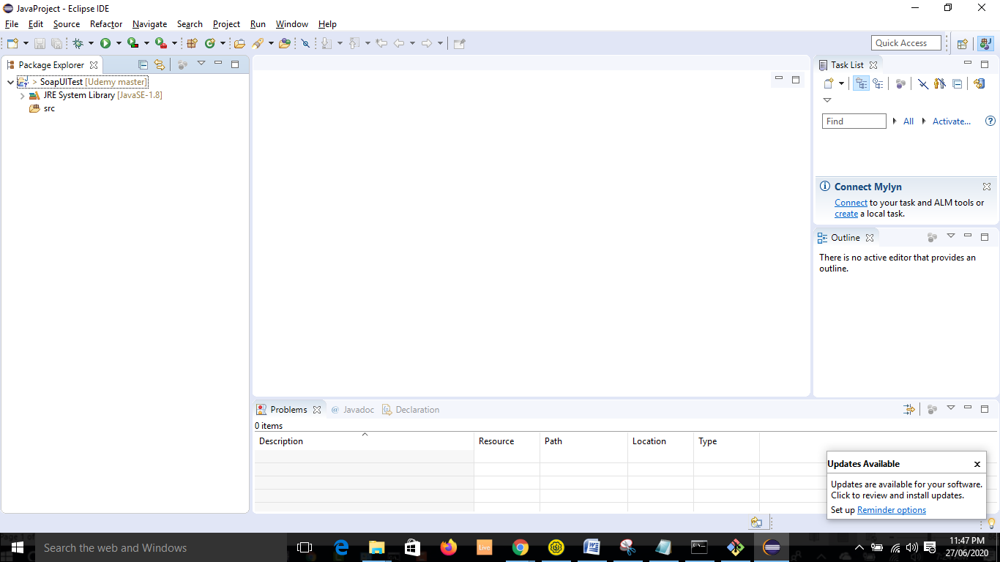 JavaProject - Eclipse IDE
File Edit Source Refactor Navigate Search Project Run Window Help
Quick Access
Package Explorer
> SoapUITest [Udemy master]
JRE System Library [JavaSE-1.8]
src
Task List
Find All Activate...
Connect Mylyn
Connect to your task and ALM tools or
create a local task.
Outline
There is no active editor that provides an
outline.
Problems @ Javadoc Declaration
0 items
Description Resource Path Location Type
Updates Available
Updates are available for your software.
Click to review and install updates.
Set up Reminder options
Page 1 of
Search the web and Windows
Live
11:47 PM
27/06/2020